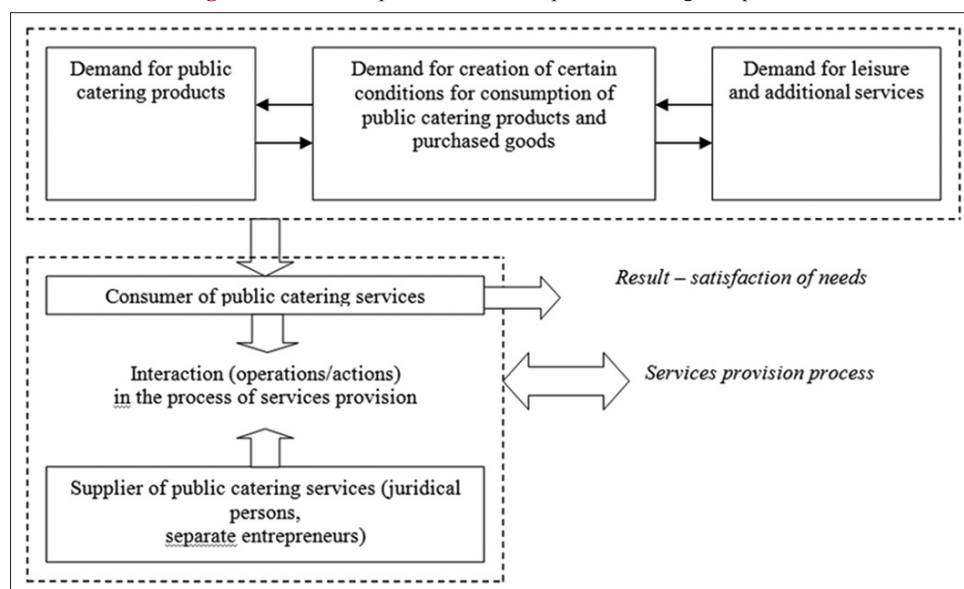 Demand for public
catering products
Demand for creation of certain
conditions for consumption of
public catering products and
purchased goods
Demand for leisure
and additional services
Consumer of public catering services
Result – satisfaction of needs
Interaction (operations/actions)
in the process of services provision
Services provision process
Supplier of public catering services (juridical
persons,
separate entrepreneurs)